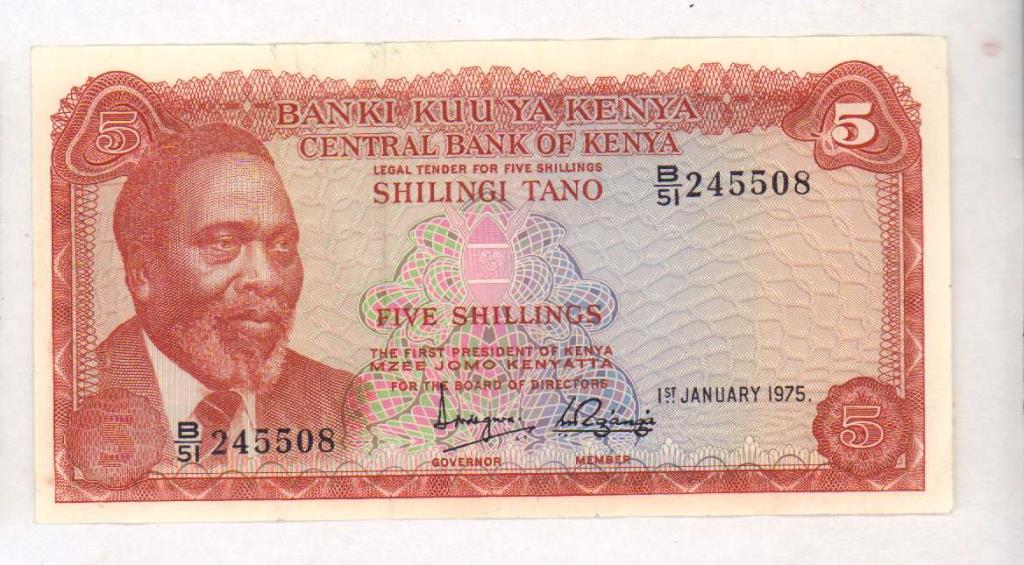 5
5
BANKI KUU YA KENYA
CENTRAL BANK OF KENYA
LEGAL TENDER FOR FIVE SHILLINGS
SHILINGI TANO
B/51 245508
FIVE SHILLINGS
THE FIRST PRESIDENT OF KENYA
MZEE JOMO KENYATTA
FOR THE BOARD OF DIRECTORS
1ST JANUARY 1975.
B/51 245508
GOVERNOR MEMBER
5
5